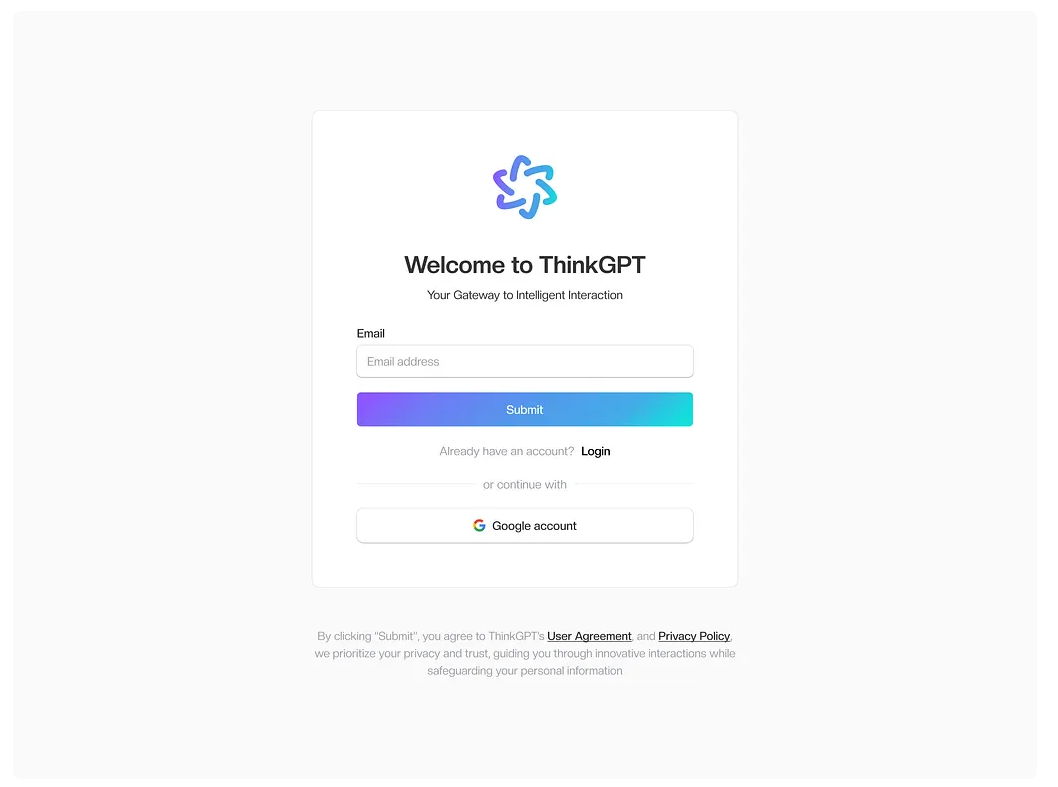 Welcome to ThinkGPT
Your Gateway to Intelligent Interaction
Email
Email address
Submit
Already have an account? Login
or continue with
Google account
By clicking "Submit", you agree to ThinkGPT's User Agreement, and Privacy Policy,
we prioritize your privacy and trust, guiding you through innovative interactions while
safeguarding your personal information